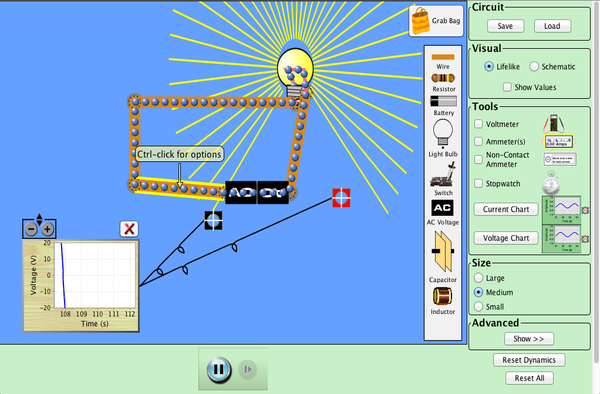 Grab Bag
Wire
Resistor
Battery
Light Bulb
Switch
AC
AC Voltage
Capacitor
Inductor
Ctrl-click for options
Voltage (V)
20
10
0
-10
-20
108 109 110 111 112
Time (s)
Circuit
Save Load
Visual
Lifelike Schematic
Show Values
Tools
Voltmeter
Ammeter(s)
0.00 Amps
Non-Contact
Ammeter
Stopwatch
Current Chart
Voltage Chart
Size
Large
Medium
Small
Advanced
Show >>
Reset Dynamics
Reset All